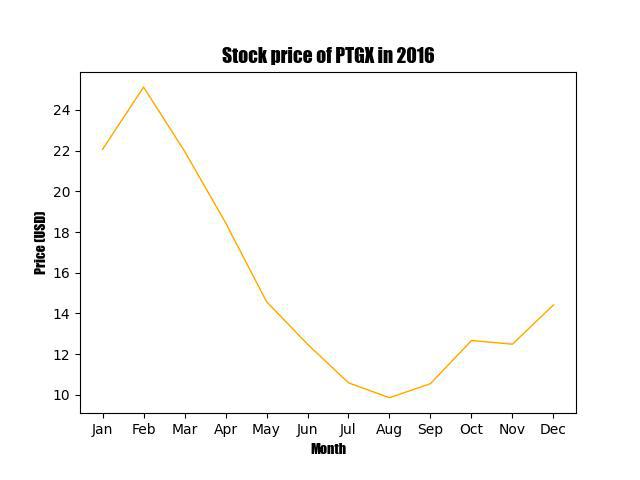 Stock price of PTGX in 2016
Price (USD)
24
22
20
18
16
14
12
10
Jan Feb Mar Apr May Jun Jul Aug Sep Oct Nov Dec
Month